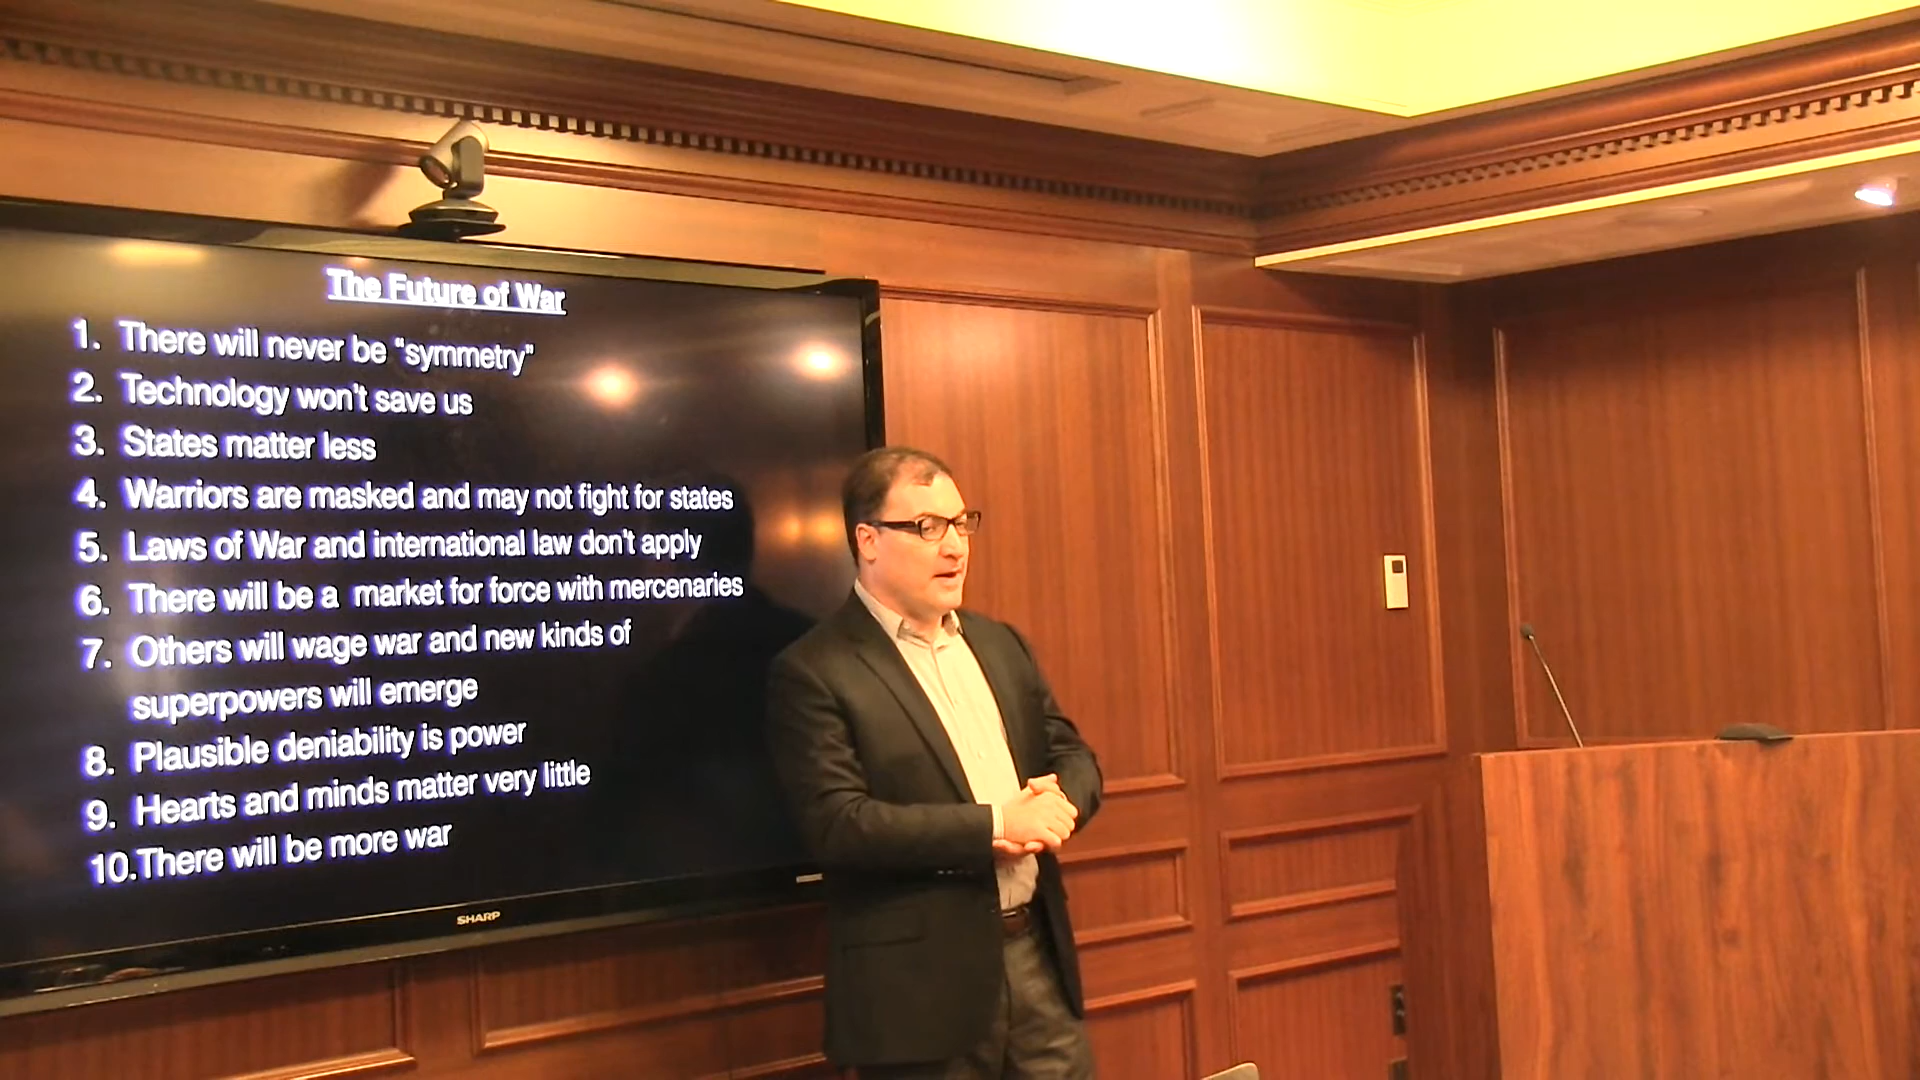 The Future of War
1. There will never be “symmetry"
2. Technology won't save us
3. States matter less
4. Warriors are masked and may not fight for states
5. Laws of War and international law don't apply
6. There will be a market for force with mercenaries
7. Others will wage war and new kinds of
superpowers will emerge
8. Plausible deniability is power
9. Hearts and minds matter very little
10.There will be more war
SHARP